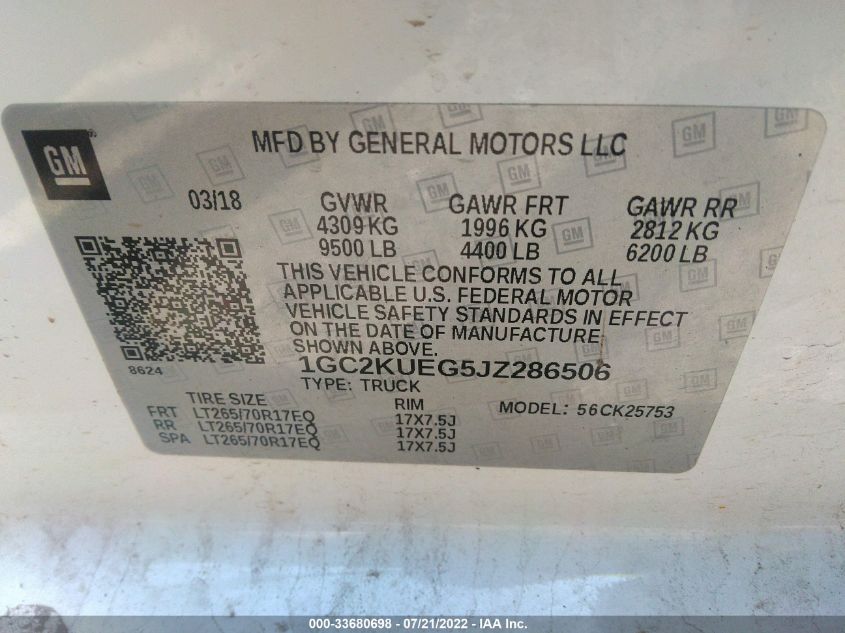 GM
MFD BY GENERAL MOTORS LLC
03/18 GVWR GAWR FRT GAWR RR
4309 KG 1996 KG 2812 KG
9500 LB 4400 LB 6200 LB
THIS VEHICLE CONFORMS TO ALL
APPLICABLE U.S. FEDERAL MOTOR
VEHICLE SAFETY STANDARDS IN EFFECT
ON THE DATE OF MANUFACTURE
SHOWN ABOVE.
8624
1GC2KUEG5JZ286506
TYPE: TRUCK
TIRE SIZE RIM MODEL: 56CK25753
FRT LT265/70R17EQ 17X7.5J
RR LT265/70R17EQ 17X7.5J
SPA LT265/70R17EQ 17X7.5J
000-33680698 - 07/21/2022 - IAA Inc.